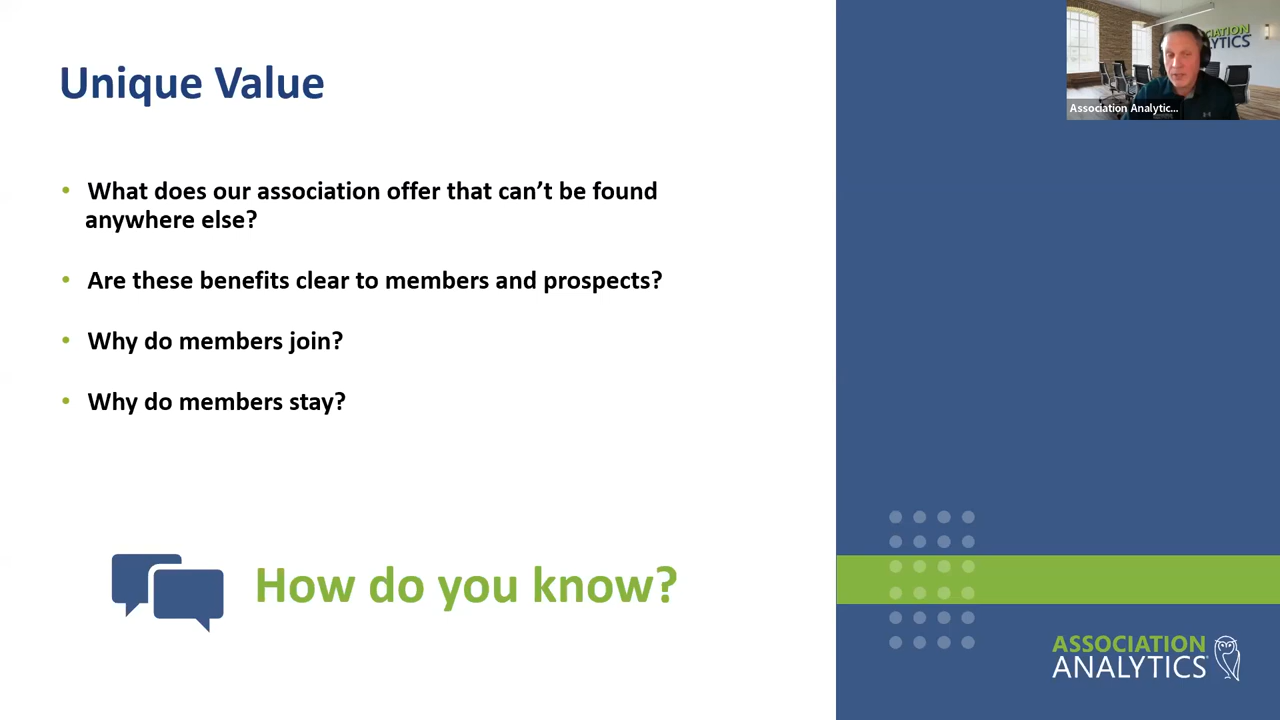 Unique Value
• What does our association offer that can’t be found
anywhere else?
• Are these benefits clear to members and prospects?
• Why do members join?
• Why do members stay?
How do you know?
Association Analytic...
ASSOCIATION
ANALYTICS